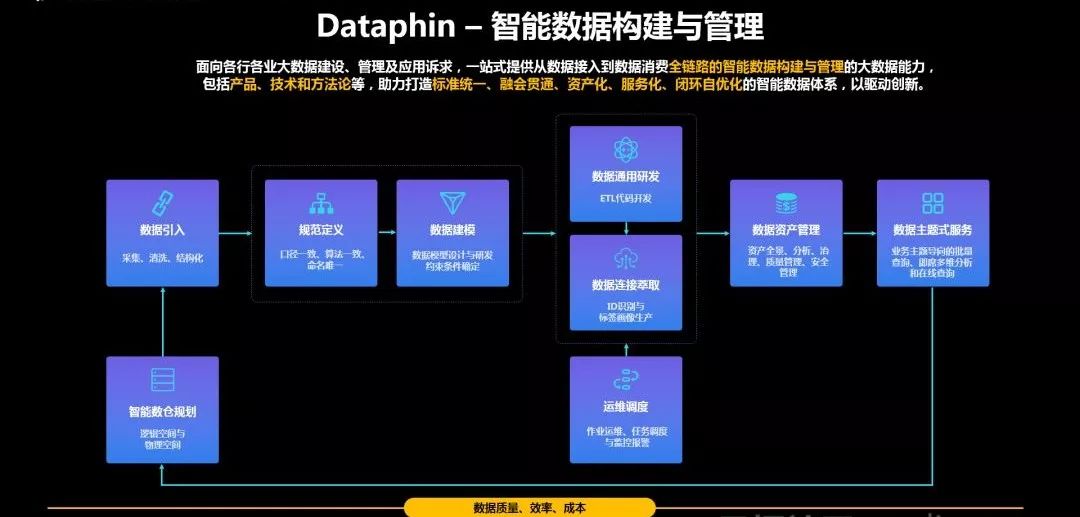 Dataphin – 智能数据构建与管理
面向各行各业大数据建设、管理及应用诉求，一站式提供从数据接入到数据消费全链路的智能数据构建与管理的大数据能力，
包括产品、技术和方法论等，助力打造标准统一、融会贯通、资产化、服务化、闭环自优化的智能数据体系，以驱动创新。
数据引入
采集、清洗、结构化
规范定义
口径一致、算法一致、
命名唯一
数据建模
数据模型设计与研发
约束条件确定
数据通用研发
ETL代码开发
数据连接萃取
ID识别与
标签画像生产
数据资产管理
资产全景、分析、治
理、质量管理、安全
管理
数据主题式服务
业务主题导向的批量
查询、即席多维分析
和在线查询
智能数仓规划
逻辑空间与
物理空间
运维调度
作业运维、任务调度
与监控报警
数据质量、效率、成本